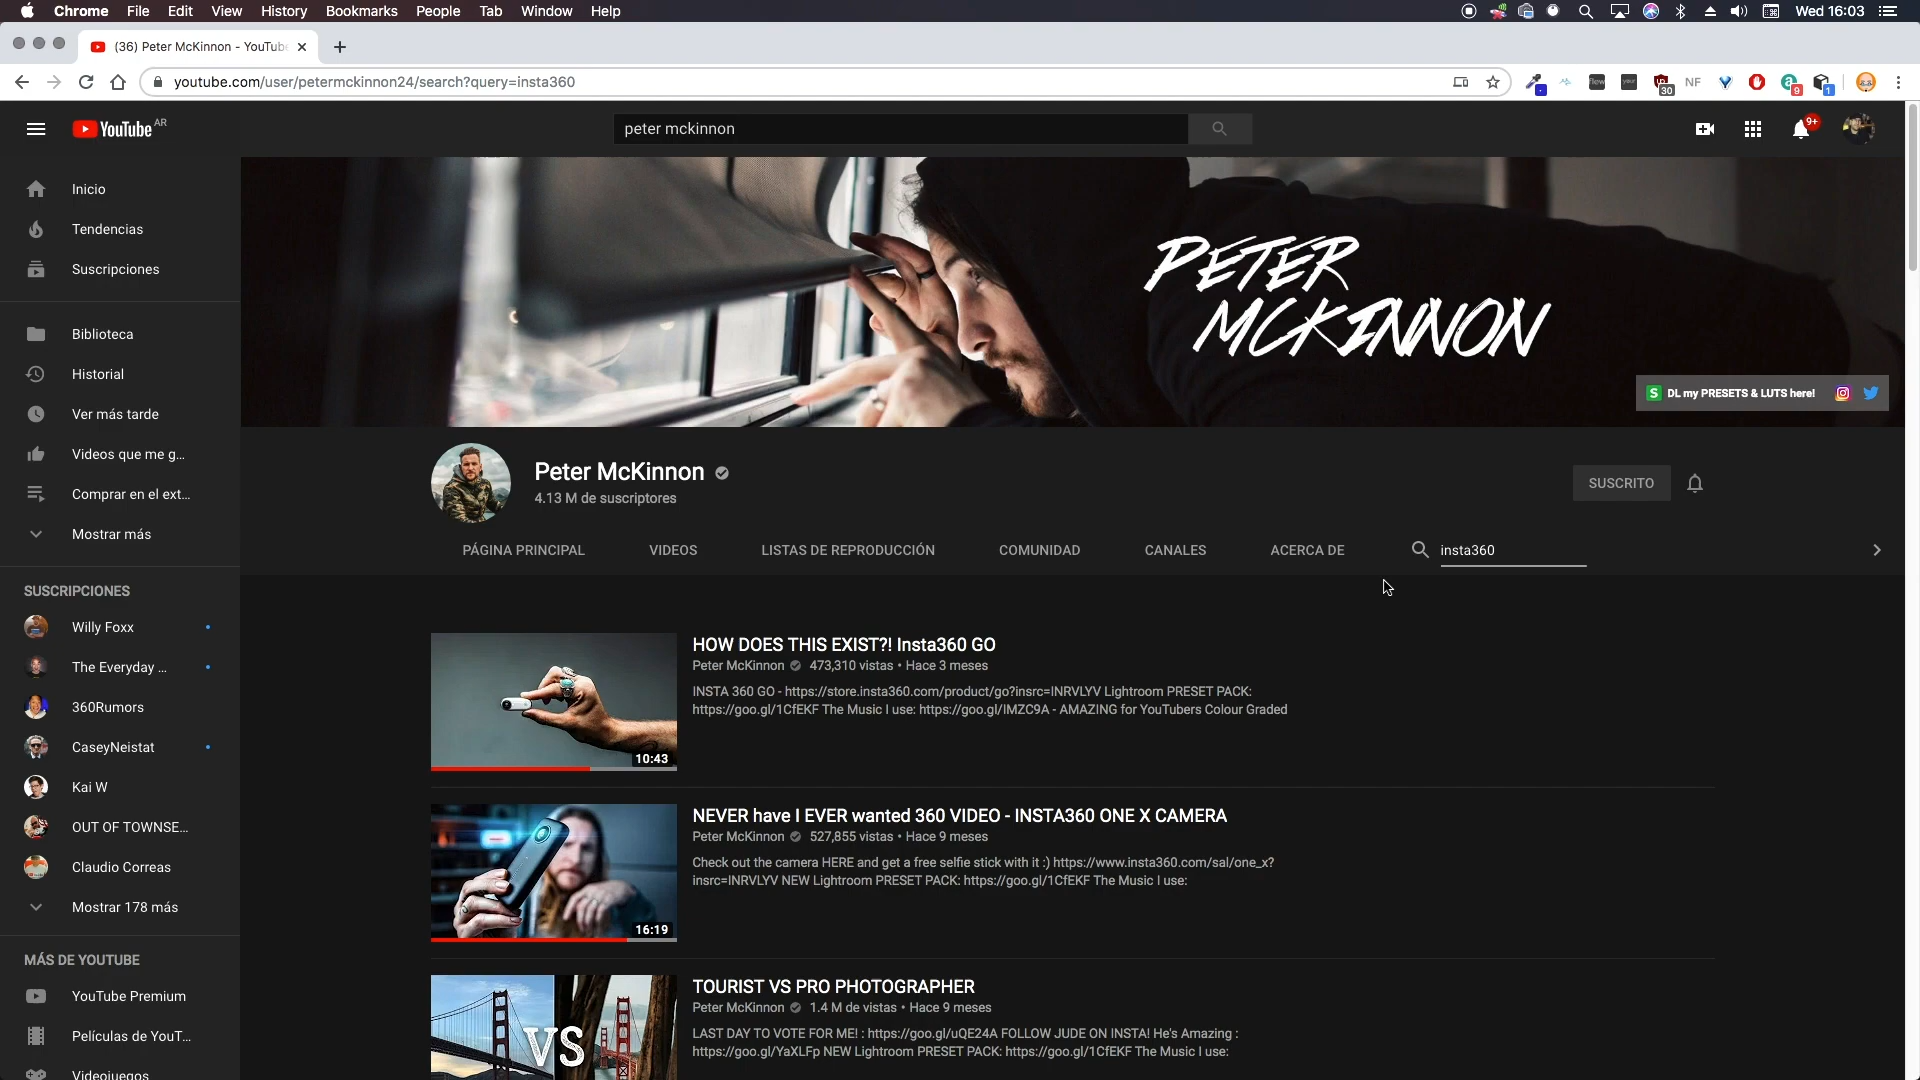 Chrome File Edit View History Bookmarks People Tab Window Help Wed 16:03
(36) Peter McKinnon - YouTube
youtube.com/user/petermckinnon24/search?query=insta360
30 NF 9 1
YouTube AR
peter mckinnon
9+
Inicio
Tendencias
Suscripciones
Biblioteca
Historial
Ver más tarde
Videos que me g...
Comprar en el ext...
Mostrar más
SUSCRIPCIONES
Willy Foxx
The Everyday ...
360Rumors
CaseyNeistat
Kai W
OUT OF TOWNSE...
Claudio Correas
Mostrar 178 más
MÁS DE YOUTUBE
YouTube Premium
Películas de YouT...
Videojuegos
PETER
MCKINNON
S DL my PRESETS & LUTS here!
Peter McKinnon
4.13 M de suscriptores
SUSCRITO
PÁGINA PRINCIPAL VIDEOS LISTAS DE REPRODUCCIÓN COMUNIDAD CANALES ACERCA DE insta360
HOW DOES THIS EXIST?! Insta360 GO
Peter McKinnon 473,310 vistas • Hace 3 meses
INSTA 360 GO - https://store.insta360.com/product/go?insrc=INRVLYV Lightroom PRESET PACK:
https://goo.gl/1CfEKF The Music I use: https://goo.gl/IMZC9A - AMAZING for YouTubers Colour Graded
10:43
NEVER have I EVER wanted 360 VIDEO - INSTA360 ONE X CAMERA
Peter McKinnon 527,855 vistas • Hace 9 meses
Check out the camera HERE and get a free selfie stick with it :) https://www.insta360.com/sal/one_x?
insrc=INRVLYV NEW Lightroom PRESET PACK: https://goo.gl/1CfEKF The Music I use:
16:19
TOURIST VS PRO PHOTOGRAPHER
Peter McKinnon 1.4 M de vistas • Hace 9 meses
LAST DAY TO VOTE FOR ME! : https://goo.gl/uQE24A FOLLOW JUDE ON INSTA! He's Amazing :
https://goo.gl/YaXLFp NEW Lightroom PRESET PACK: https://goo.gl/1CfEKF The Music I use:
VS